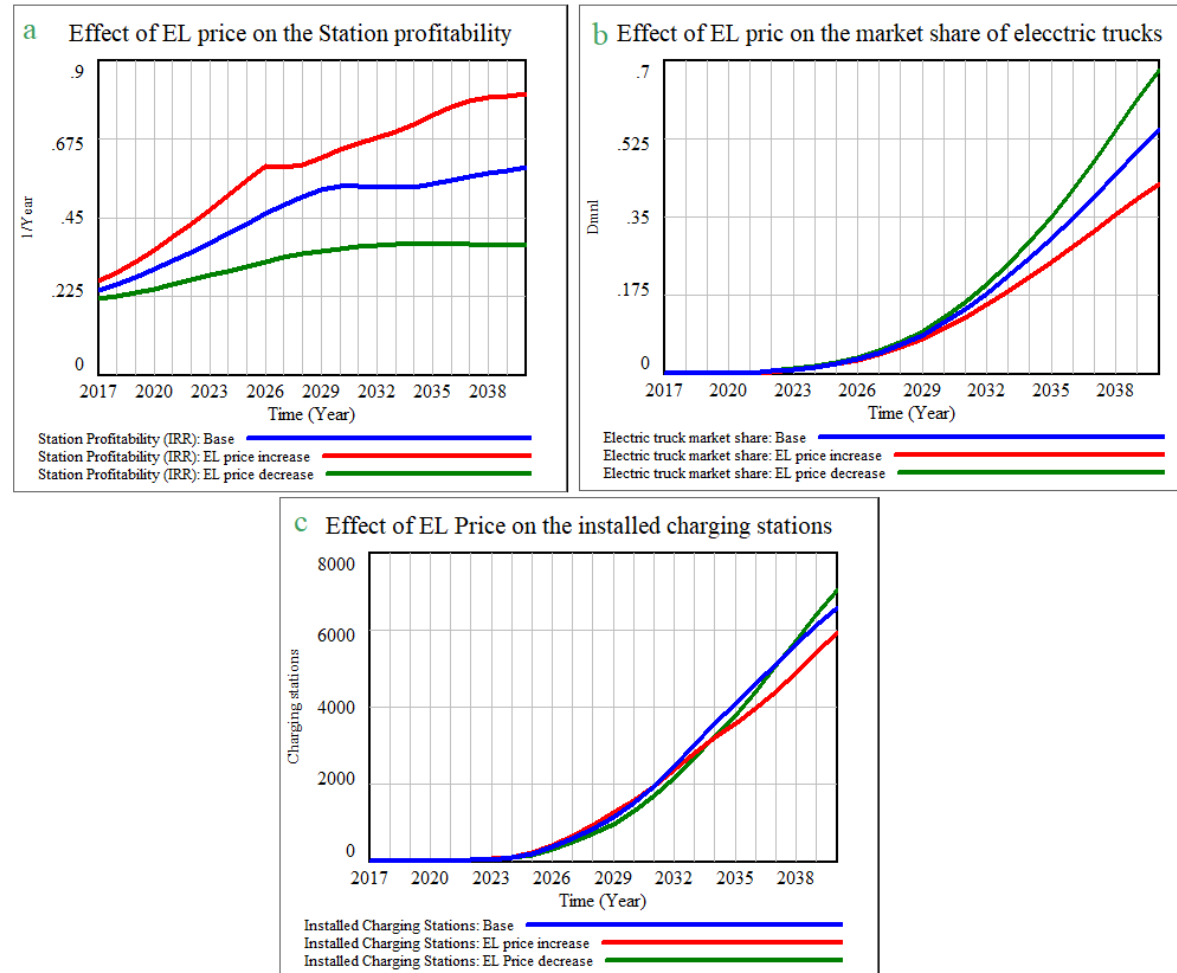 a Effect of EL price on the Station profitability
.9
.675
.45
.225
0
1/Year
2017 2020 2023 2026 2029 2032 2035 2038
Time (Year)
Station Profitability (IRR): Base
Station Profitability (IRR): EL price increase
Station Profitability (IRR): EL price decrease
b Effect of EL pric on the market share of elecctric trucks
.7
.525
.35
.175
0
Dmnl
2017 2020 2023 2026 2029 2032 2035 2038
Time (Year)
Electric truck market share: Base
Electric truck market share: EL price increase
Electric truck market share: EL price decrease
c Effect of EL Price on the installed charging stations
8000
6000
4000
2000
0
Charging stations
2017 2020 2023 2026 2029 2032 2035 2038
Time (Year)
Installed Charging Stations: Base
Installed Charging Stations: EL price increase
Installed Charging Stations: EL Price decrease